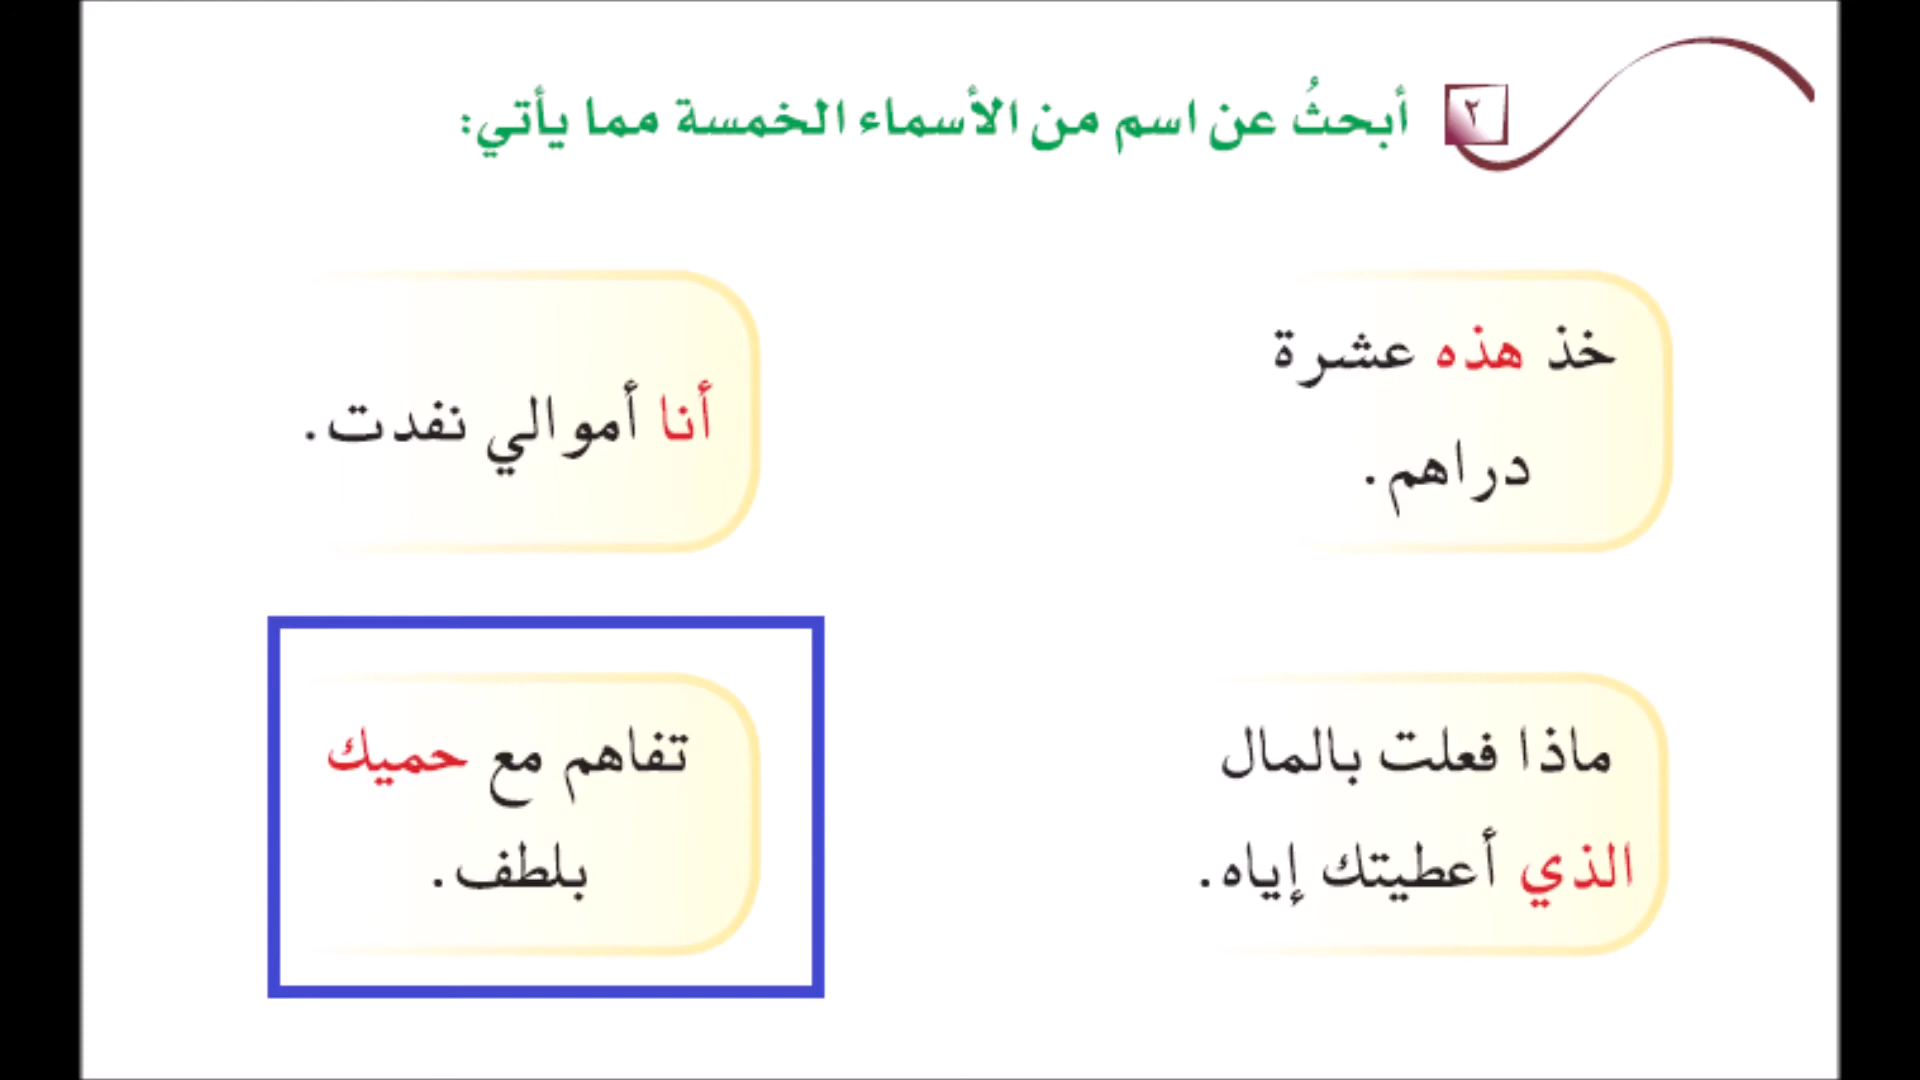 ٢
أبحثُ عن اسم من الأسماء الخمسة مما يأتي:
خذ هذه عشرة
دراهم.
أنا أموالي نفدت.
ماذا فعلت بالمال
الذي أعطيتك إياه.
تفاهم مع حميك
بلطف.